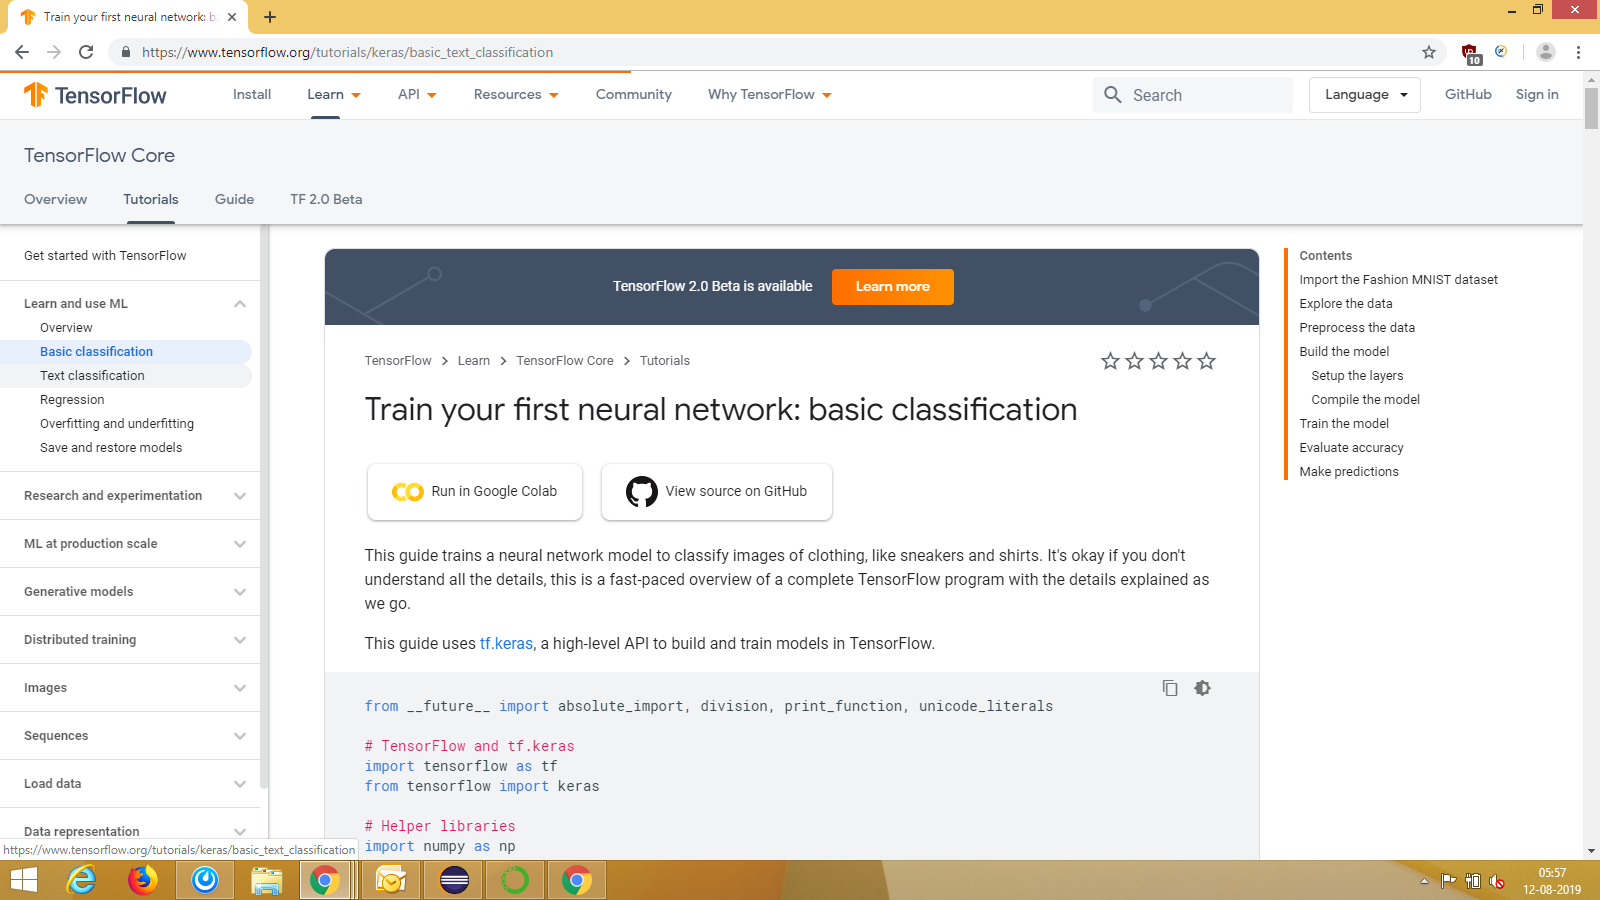 Train your first neural network: b
https://www.tensorflow.org/tutorials/keras/basic_text_classification
10
TensorFlow
Install
Learn
API
Resources
Community
Why TensorFlow
Search
Language
GitHub
Sign in
TensorFlow Core
Overview
Tutorials
Guide
TF 2.0 Beta
Get started with TensorFlow
Learn and use ML
Overview
Basic classification
Text classification
Regression
Overfitting and underfitting
Save and restore models
Research and experimentation
ML at production scale
Generative models
Distributed training
Images
Sequences
Load data
Data representation
https://www.tensorflow.org/tutorials/keras/basic_text_classification
TensorFlow 2.0 Beta is available
Learn more
TensorFlow > Learn > TensorFlow Core > Tutorials
Train your first neural network: basic classification
Run in Google Colab
View source on GitHub
This guide trains a neural network model to classify images of clothing, like sneakers and shirts. It's okay if you don't
understand all the details, this is a fast-paced overview of a complete TensorFlow program with the details explained as
we go.
This guide uses tf.keras, a high-level API to build and train models in TensorFlow.
from __future__ import absolute_import, division, print_function, unicode_literals
# TensorFlow and tf.keras
import tensorflow as tf
from tensorflow import keras
# Helper libraries
import numpy as np
Contents
Import the Fashion MNIST dataset
Explore the data
Preprocess the data
Build the model
Setup the layers
Compile the model
Train the model
Evaluate accuracy
Make predictions
05:57
12-08-2019